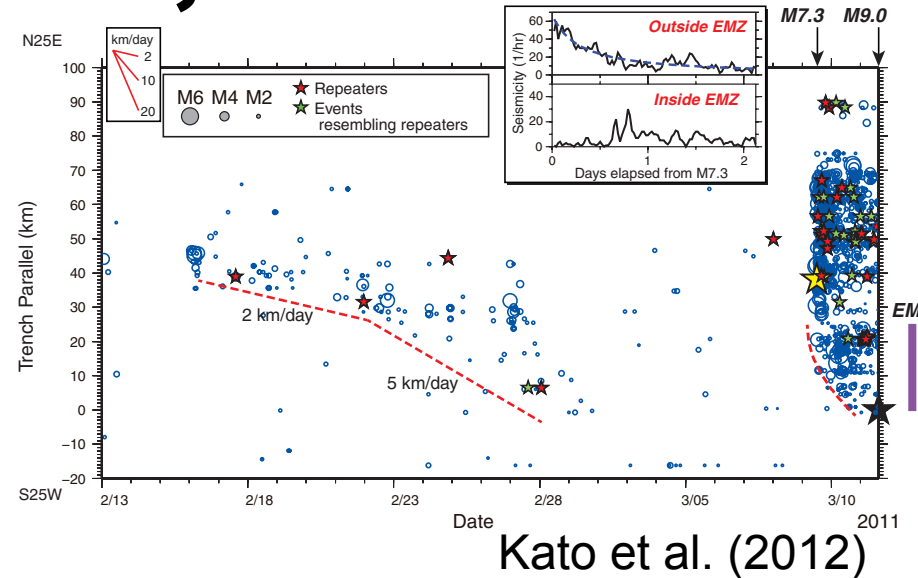 M7.3 M9.0
N25E
km/day
2
10
20
M6 M4 M2
Repeaters
Events
resembling repeaters
Seismicity (1/hr)
60
40
20
0
Outside EMZ
40
20
0
Inside EMZ
0 1 2
Days elapsed from M7.3
Trench Parallel (km)
100
90
80
70
60
50
40
30
20
10
0
−10
−20
2 km/day
5 km/day
EM
S25W
2/13 2/18 2/23 2/28 3/05 3/10
Date 2011
Kato et al. (2012)